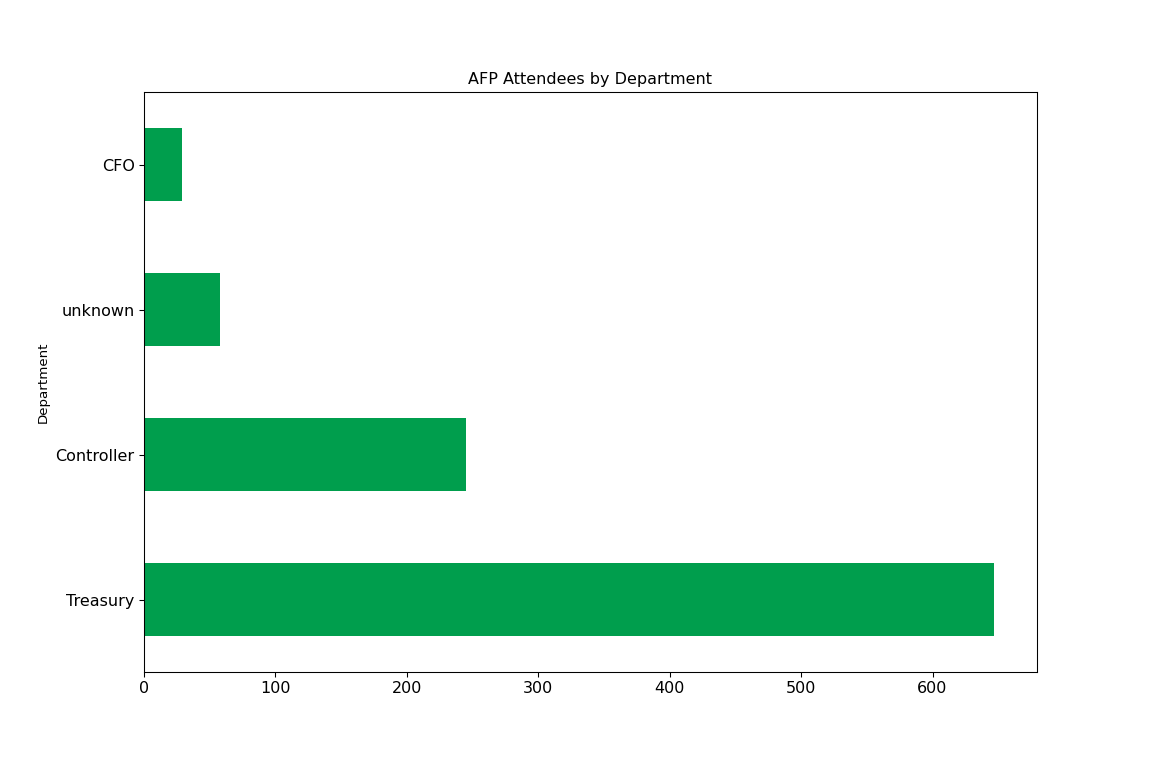 AFP Attendees by Department
CFO
unknown
Controller
Treasury
Department
0 100 200 300 400 500 600